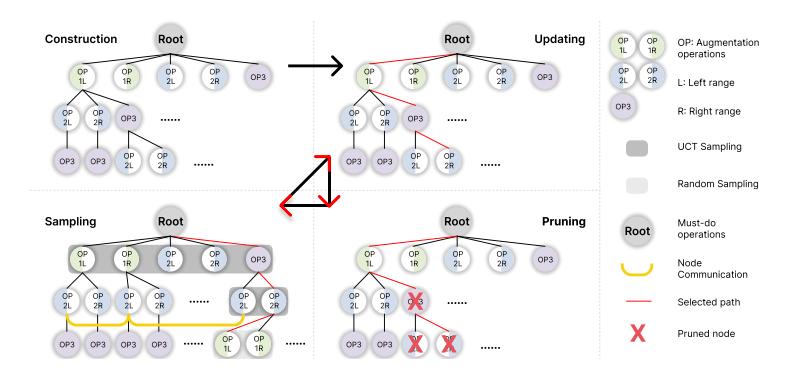 Construction
Root
OP
1L
OP
1R
OP
2L
OP
2R
OP3
OP
2L
OP
2R
OP3
......
OP3
OP3
OP
2L
OP
2R
......
Root
Updating
OP
1L
OP
1R
OP
2L
OP
2R
OP3
OP
2L
OP
2R
OP3
......
OP3
OP3
OP
2L
OP
2R
......
Sampling
Root
OP
1L
OP
1R
OP
2L
OP
2R
OP3
OP
2L
OP
2R
OP
2L
OP
2R
......
OP
2L
OP
2R
OP3
OP3
OP3
OP3
......
OP
1L
OP
1R
......
Root
Pruning
OP
1L
OP
1R
OP
2L
OP
2R
OP3
OP
2L
OP
2R
OP3
......
OP3
OP3
OP
2L
OP
2R
......
OP
1L
OP
1R
OP: Augmentation
operations
OP
2L
OP
2R
L: Left range
OP3
R: Right range
UCT Sampling
Random Sampling
Root
Must-do
operations
Node
Communication
Selected path
X
Pruned node